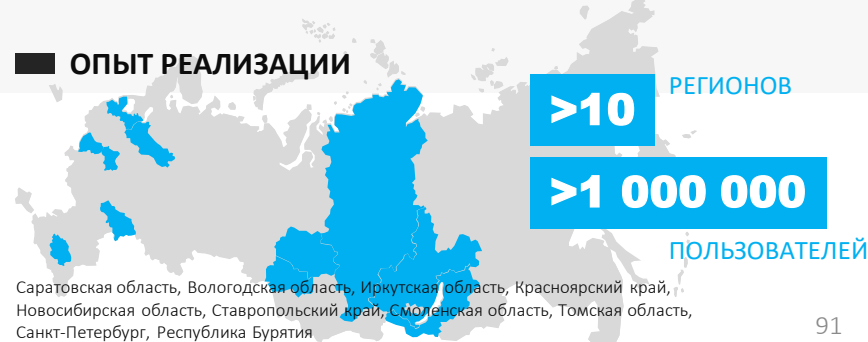 ОПЫТ РЕАЛИЗАЦИИ
>10
РЕГИОНОВ
>1 000 000
ПОЛЬЗОВАТЕЛЕЙ
Саратовская область, Вологодская область, Иркутская область, Красноярский край,
Новосибирская область, Ставропольский край, Смоленская область, Томская область,
Санкт-Петербург, Республика Бурятия
91